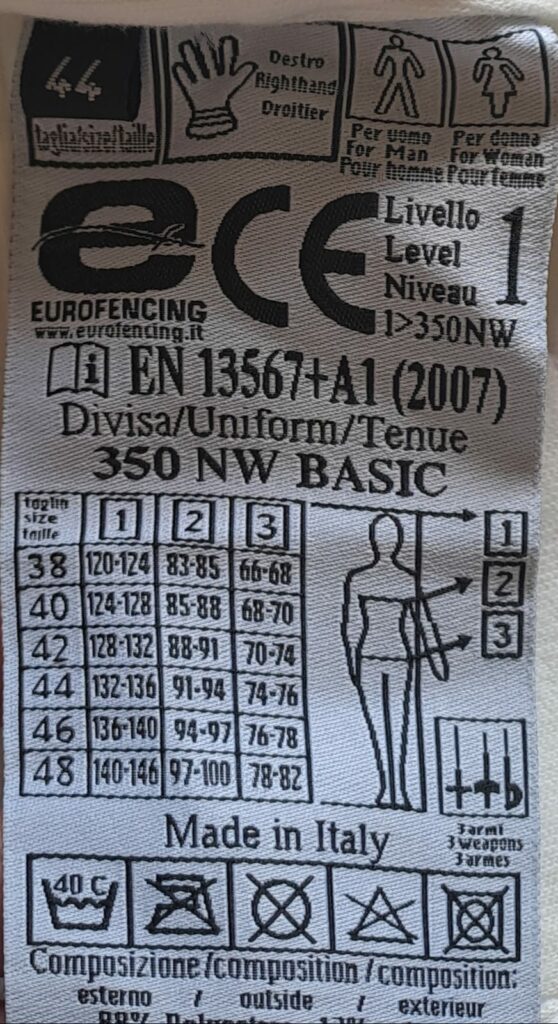 44
taglia/size/taille
Destro
Righthand
Droitier
Per uomo
For Man
Pour homme
Per donna
For Woman
Pour femme
e
CE
EUROFENCING
www.eurofencing.it
Livello
Level
Niveau
1
1>350NW
i EN 13567+A1 (2007)
Divisa/Uniform/Tenue
350 NW BASIC
taglia
size
taille
1 2 3
38 120-124 83-85 66-68
40 124-128 85-88 68-70
42 128-132 88-91 70-74
44 132-136 91-94 74-76
46 136-140 94-97 76-78
48 140-146 97-100 78-82
1
2
3
3 armi
3 weapons
3 armes
Made in Italy
40 C
Composizione/composition/composition:
esterno / outside / exterieur